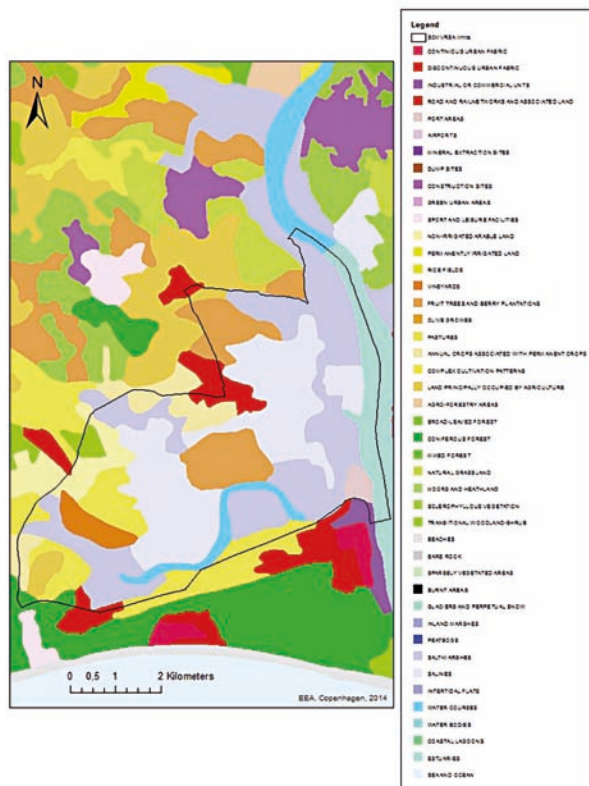 N
0 0,5 1 2 Kilometers
EEA, Copenhagen, 2014
Legend
CONTINUOUS URBAN FABRIC
DISCONTINUOUS URBAN FABRIC
INDUSTRIAL OR COMMERCIAL UNITS
ROAD AND RAIL NETWORKS AND ASSOCIATED LAND
PORT AREAS
AIRPORTS
MINERAL EXTRACTION SITES
DUMP SITES
CONSTRUCTION SITES
GREEN URBAN AREAS
SPORT AND LEISURE FACILITIES
NON-IRRIGATED ARABLE LAND
PERMANENTLY IRRIGATED LAND
RICE FIELDS
VINEYARDS
FRUIT TREES AND BERRY PLANTATIONS
OLIVE GROVES
PASTURES
ANNUAL CROPS ASSOCIATED WITH PERMANENT CROPS
COMPLEX CULTIVATION PATTERNS
LAND PRINCIPALLY OCCUPIED BY AGRICULTURE
AGRO-FORESTRY AREAS
BROAD-LEAVED FOREST
CONIFEROUS FOREST
MIXED FOREST
NATURAL GRASSLAND
MOORS AND HEATHLAND
SCLEROPHYLLOUS VEGETATION
TRANSITIONAL WOODLAND-SHRUB
BEACHES
BARE ROCK
SPARSELY VEGETATED AREAS
BURNT AREAS
GLACIERS AND PERPETUAL SNOW
INLAND MARSHES
PEATBOGS
SALTMARSHES
SALINES
INTERTIDAL FLATS
WATER COURSES
WATER BODIES
COASTAL LAGOONS
ESTUARIES
SEA AND OCEAN